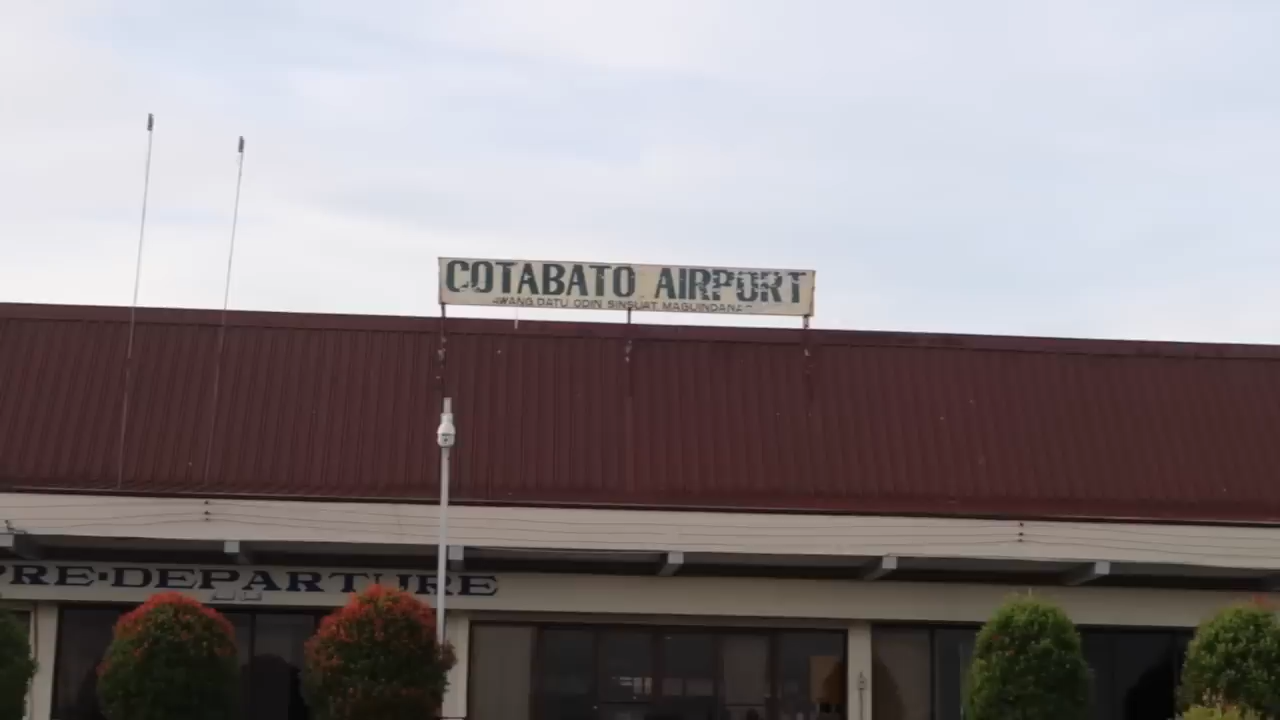 COTABATO AIRPORT
AWANG, DATU ODIN SINSUAT, MAGUINDANAO
PRE-DEPARTURE